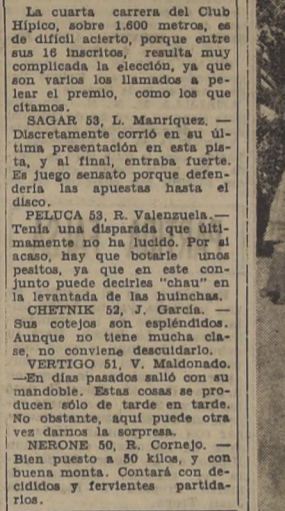 La cuarta carrera del Club
Hípico, sobre 1.600 metros, es
de difícil acierto, porque entre
sus 16 inscritos, resulta muy
complicada la elección, ya que
son varios los llamados a pe-
lear el premio, como los que
citamos.
SAGAR 53, L. Manríquez. —
Discretamente corrió en su úl-
tima presentación en esta pis-
ta, y al final, entraba fuerte.
Es juego sensato porque defen-
dería las apuestas hasta el
disco.
PELUCA 53, R. Valenzuela.—
Tenía una disparada que últi-
mamente no ha lucido. Por si
acaso, hay que botarle unos
pesitos, ya que en este con-
junto puede decirles "chau" en
la levantada de las huinchas.
CHETNIK 52, J. García. —
Sus cotejos son espléndidos.
Aunque no tiene mucha cla-
se, no conviene descuidarlo.
VERTIGO 51, V. Maldonado.
—En días pasados salió con su
mandoble. Estas cosas se pro-
ducen sólo de tarde en tarde.
No obstante, aquí puede otra
vez darnos la sorpresa.
NERONE 50, R. Cornejo. —
Bien puesto a 50 kilos, y con
buena monta. Contará con de-
cididos y fervientes partida-
rios.